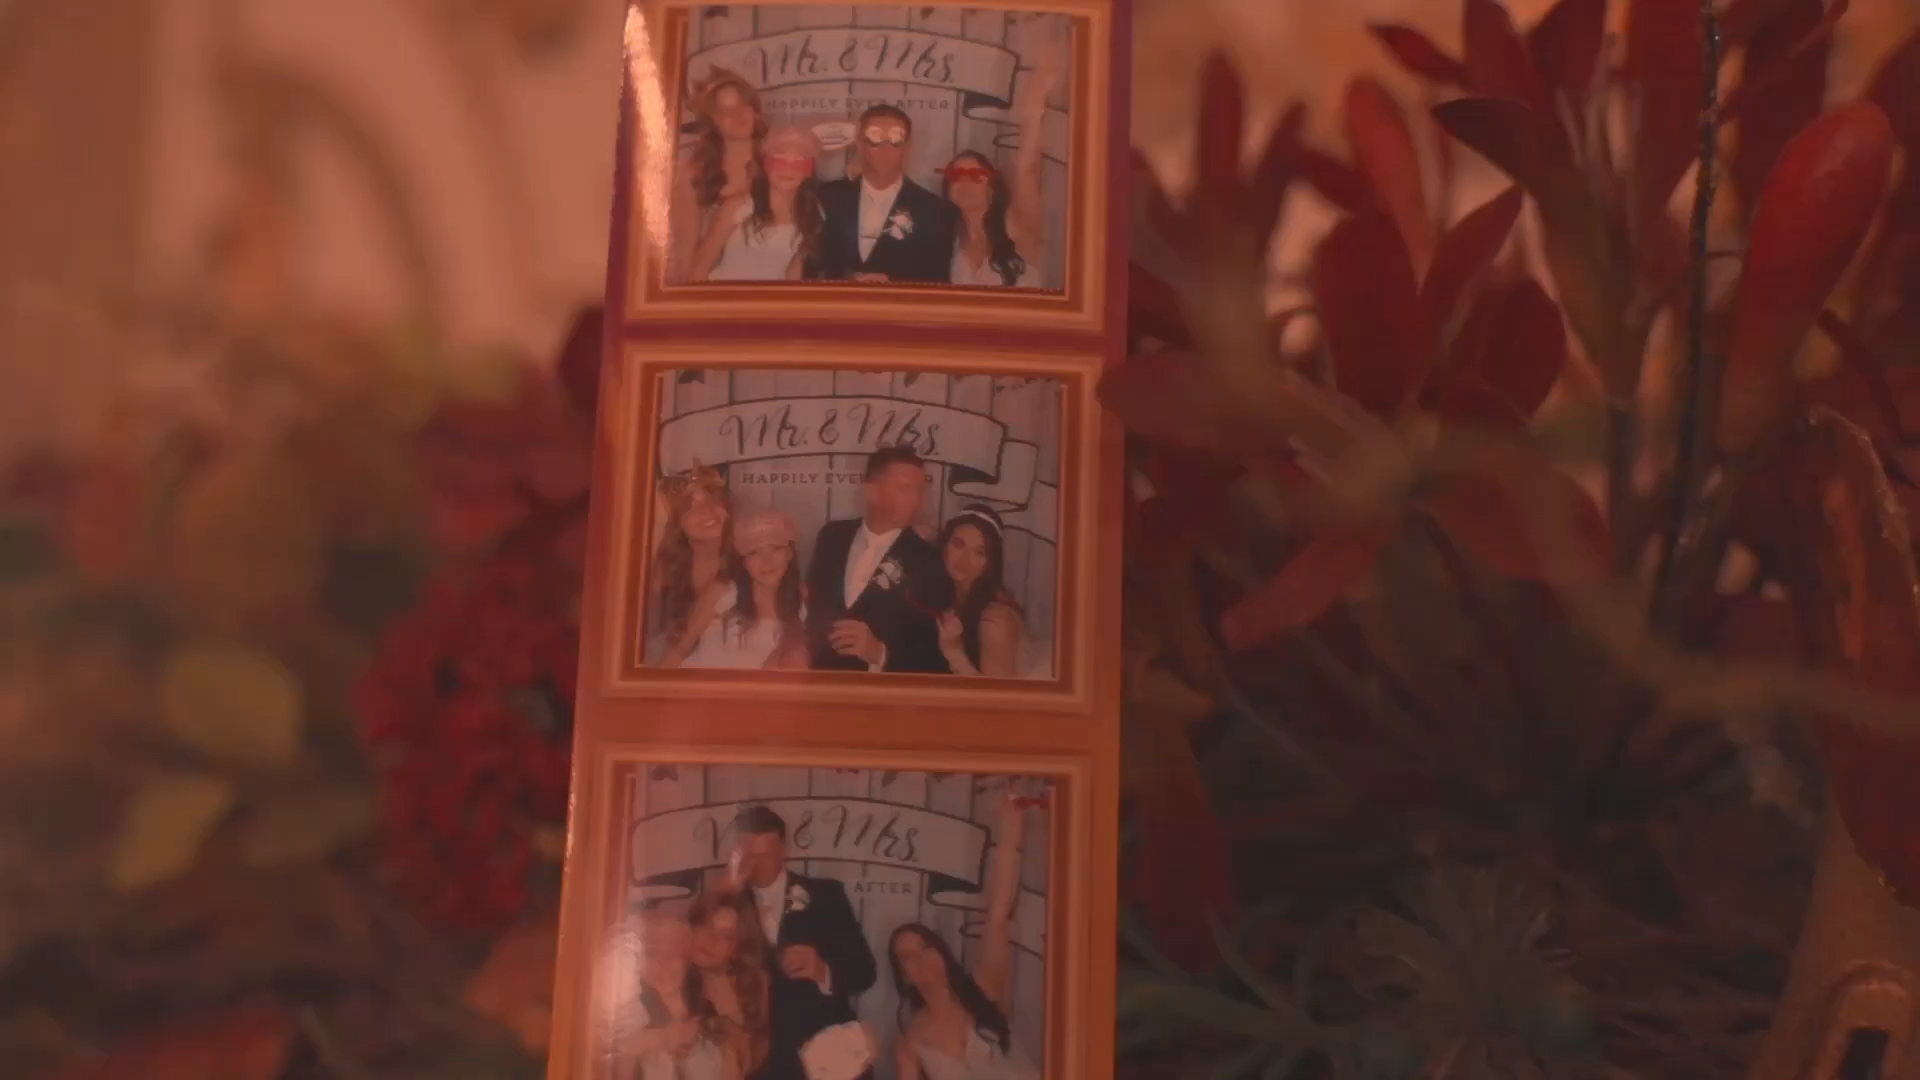 Mr. & Mrs.
HAPPILY EVER AFTER
Mr. & Mrs.
HAPPILY EVER
& Mrs.
AFTER